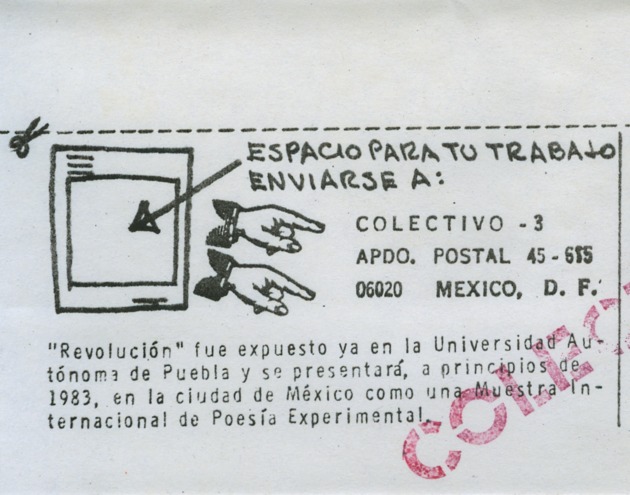 ESPACIO PARA TU TRABAJO
ENVIARSE A:
COLECTIVO - 3
APDO. POSTAL 45 - 615
06020 MEXICO, D. F.
"Revolución" fue expuesto ya en la Universidad Au-
tónoma de Puebla y se presentará, a principios de
1983, en la ciudad de México como una Muestra In-
ternacional de Poesía Experimental.
COLEC